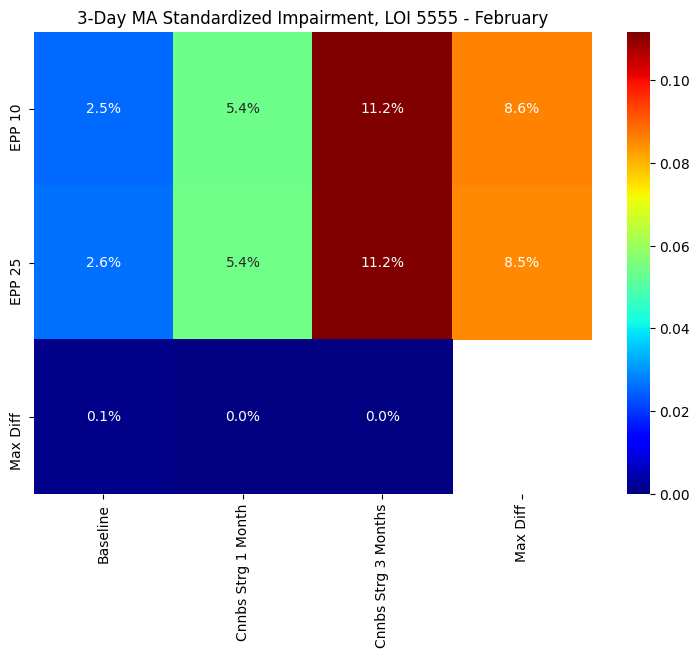 3-Day MA Standardized Impairment, LOI 5555 - February
EPP 10
2.5%
5.4%
11.2%
8.6%
EPP 25
2.6%
5.4%
11.2%
8.5%
Max Diff
0.1%
0.0%
0.0%
Baseline
Cnnbs Strg 1 Month
Cnnbs Strg 3 Months
Max Diff
0.10
0.08
0.06
0.04
0.02
0.00